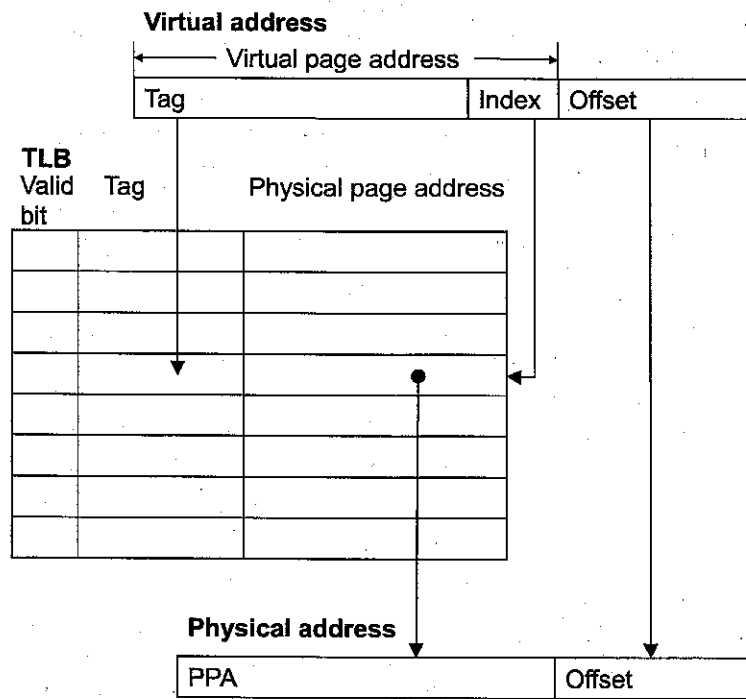 Virtual address
Virtual page address
Tag Index Offset
TLB
Valid Tag Physical page address
bit
Physical address
PPA Offset